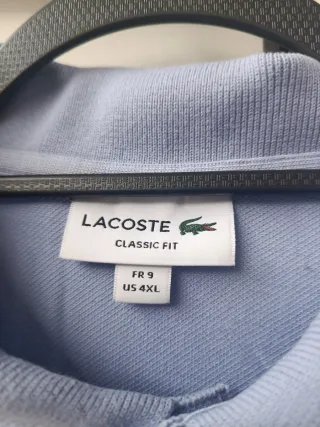 LACOSTE
CLASSIC FIT
FR 9
US 4XL